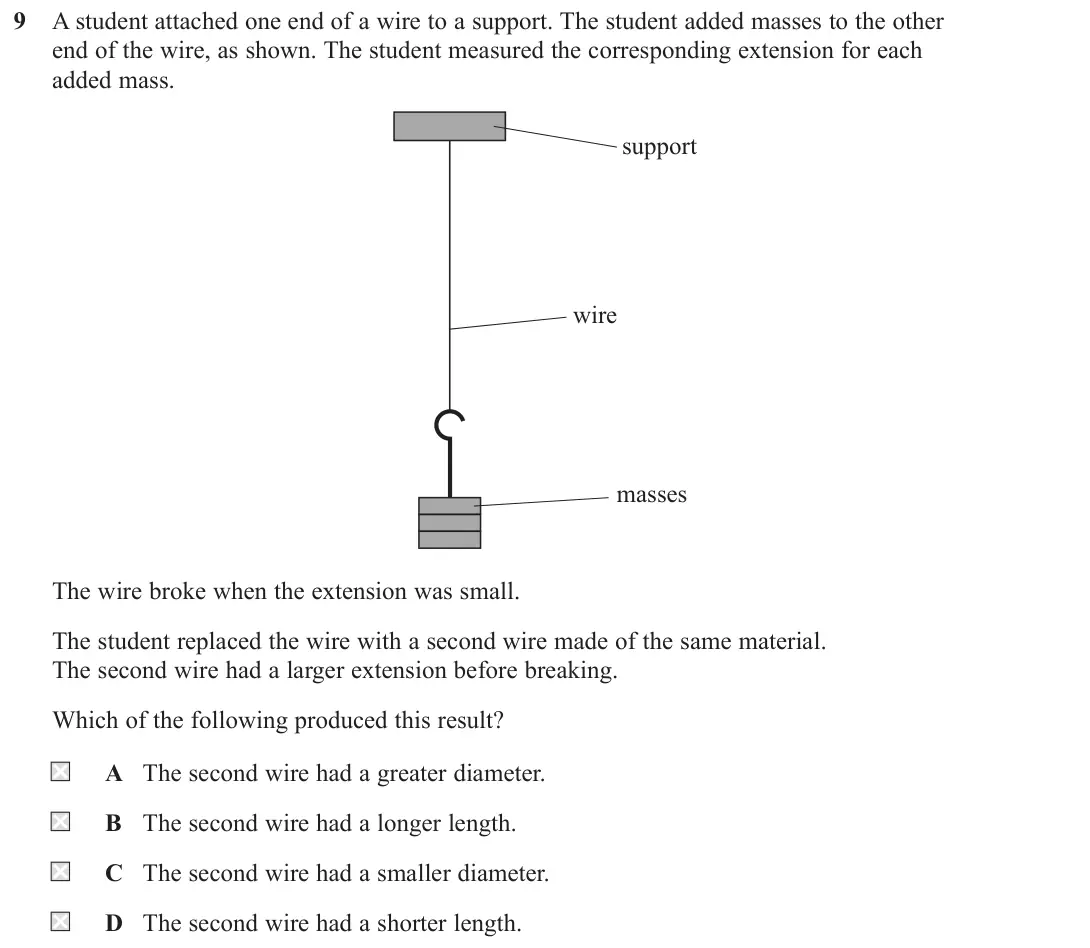 9 A student attached one end of a wire to a support. The student added masses to the other
end of the wire, as shown. The student measured the corresponding extension for each
added mass.
support
wire
masses
The wire broke when the extension was small.
The student replaced the wire with a second wire made of the same material.
The second wire had a larger extension before breaking.
Which of the following produced this result?
A The second wire had a greater diameter.
B The second wire had a longer length.
C The second wire had a smaller diameter.
D The second wire had a shorter length.